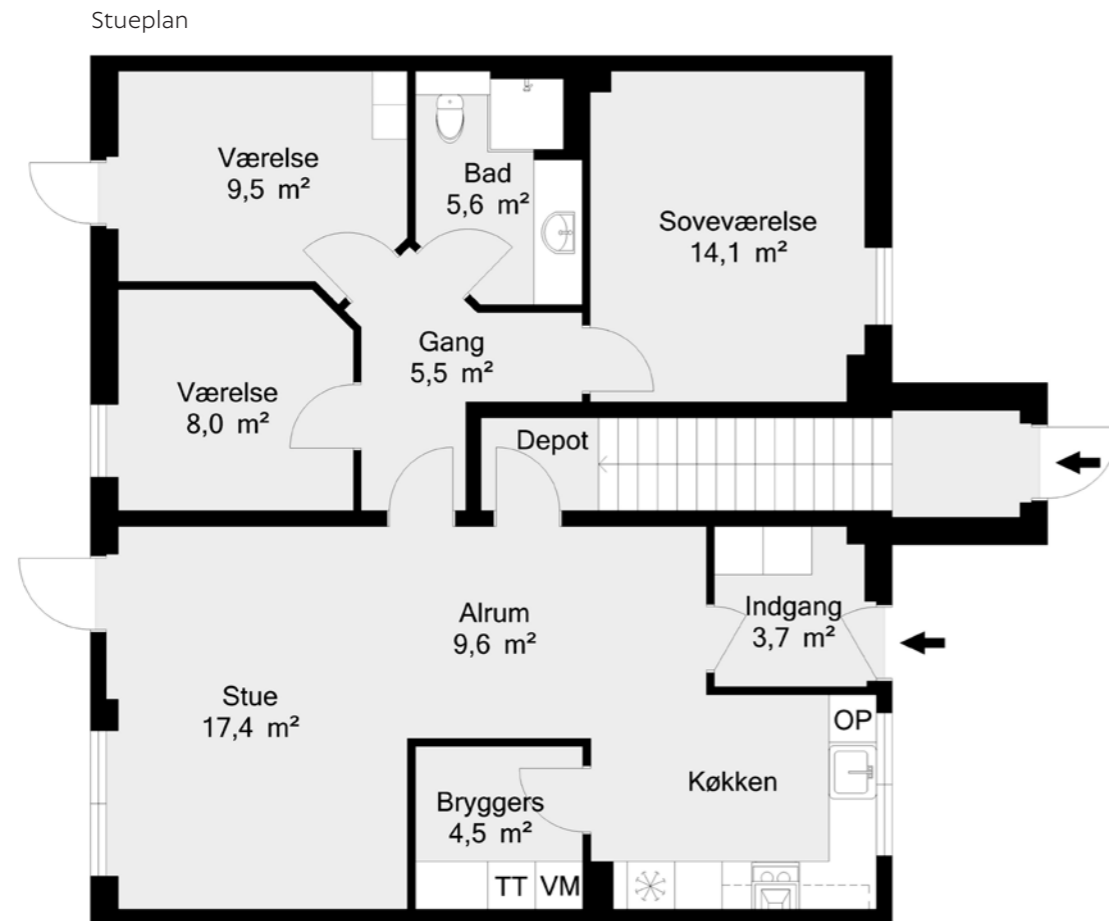 Stueplan
Værelse
9,5 m²
Bad
5,6 m²
Soveværelse
14,1 m²
Gang
5,5 m²
Værelse
8,0 m²
Depot
Alrum
9,6 m²
Indgang
3,7 m²
Stue
17,4 m²
OP
Køkken
Bryggers
4,5 m²
TT
VM